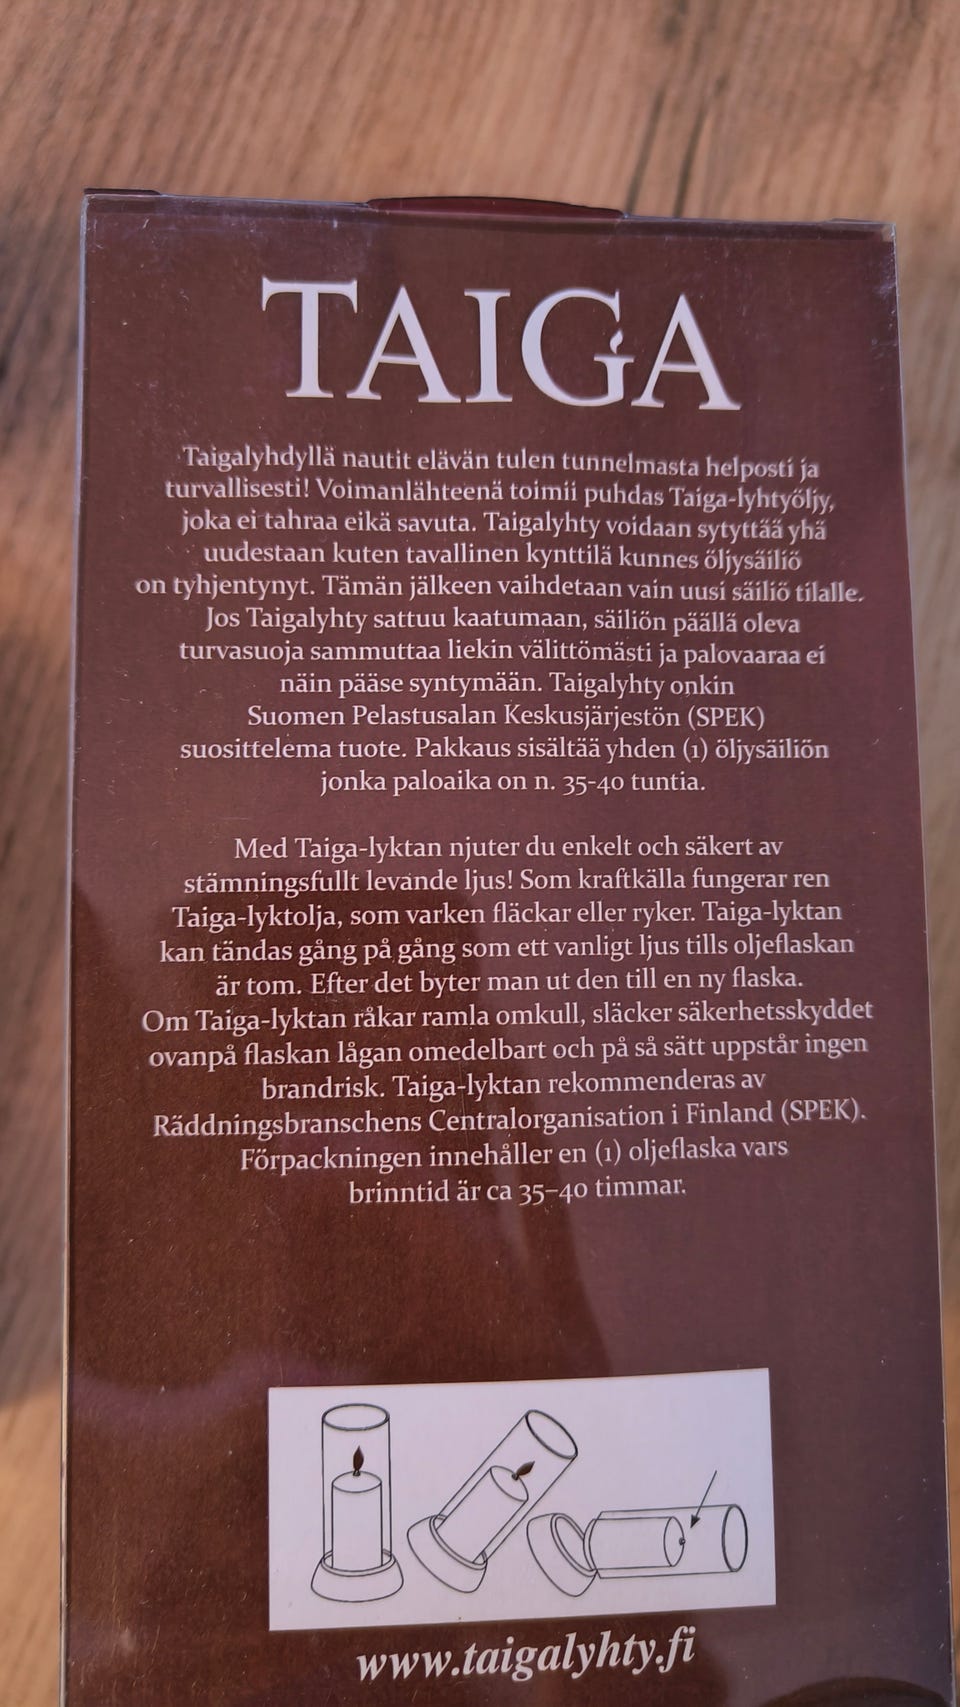 TAIGA
Taigalyhdyllä nautit elävän tulen tunnelmasta helposti ja
turvallisesti! Voimanlähteenä toimii puhdas Taiga-lyhtyöljy,
joka ei tahraa eikä savuta. Taigalyhty voidaan sytyttää yhä
uudestaan kuten tavallinen kynttilä kunnes öljysäiliö
on tyhjentynyt. Tämän jälkeen vaihdetaan vain uusi säiliö tilalle.
Jos Taigalyhty sattuu kaatumaan, säiliön päällä oleva
turvasuoja sammuttaa liekin välittömästi ja palovaaraa ei
näin pääse syntymään. Taigalyhty onkin
Suomen Pelastusalan Keskusjärjestön (SPEK)
suosittelema tuote. Pakkaus sisältää yhden (1) öljysäiliön
jonka paloaika on n. 35-40 tuntia.
Med Taiga-lyktan njuter du enkelt och säkert av
stämningsfullt levande ljus! Som kraftkälla fungerar ren
Taiga-lyktolja, som varken fläckar eller ryker. Taiga-lyktan
kan tändas gång på gång som ett vanligt ljus tills oljeflaskan
är tom. Efter det byter man ut den till en ny flaska.
Om Taiga-lyktan råkar ramla omkull, släcker säkerhetsskyddet
ovanpå flaskan lågan omedelbart och på så sätt uppstår ingen
brandrisk. Taiga-lyktan rekommenderas av
Räddningsbranschens Centralorganisation i Finland (SPEK).
Förpackningen innehåller en (1) oljeflaska vars
brinntid är ca 35–40 timmar.
www.taigalyhty.fi